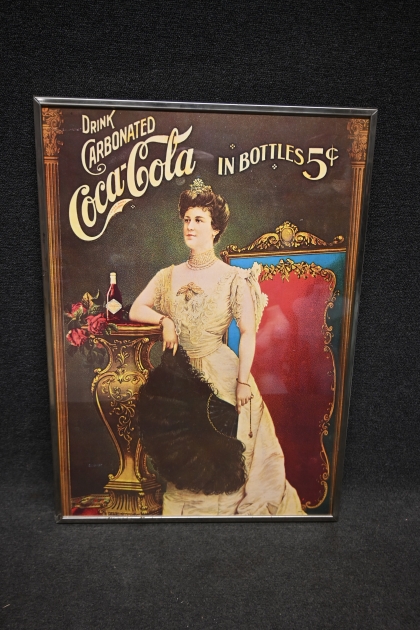 DRINK
CARBONATED
Coca-Cola
IN BOTTLES 5¢